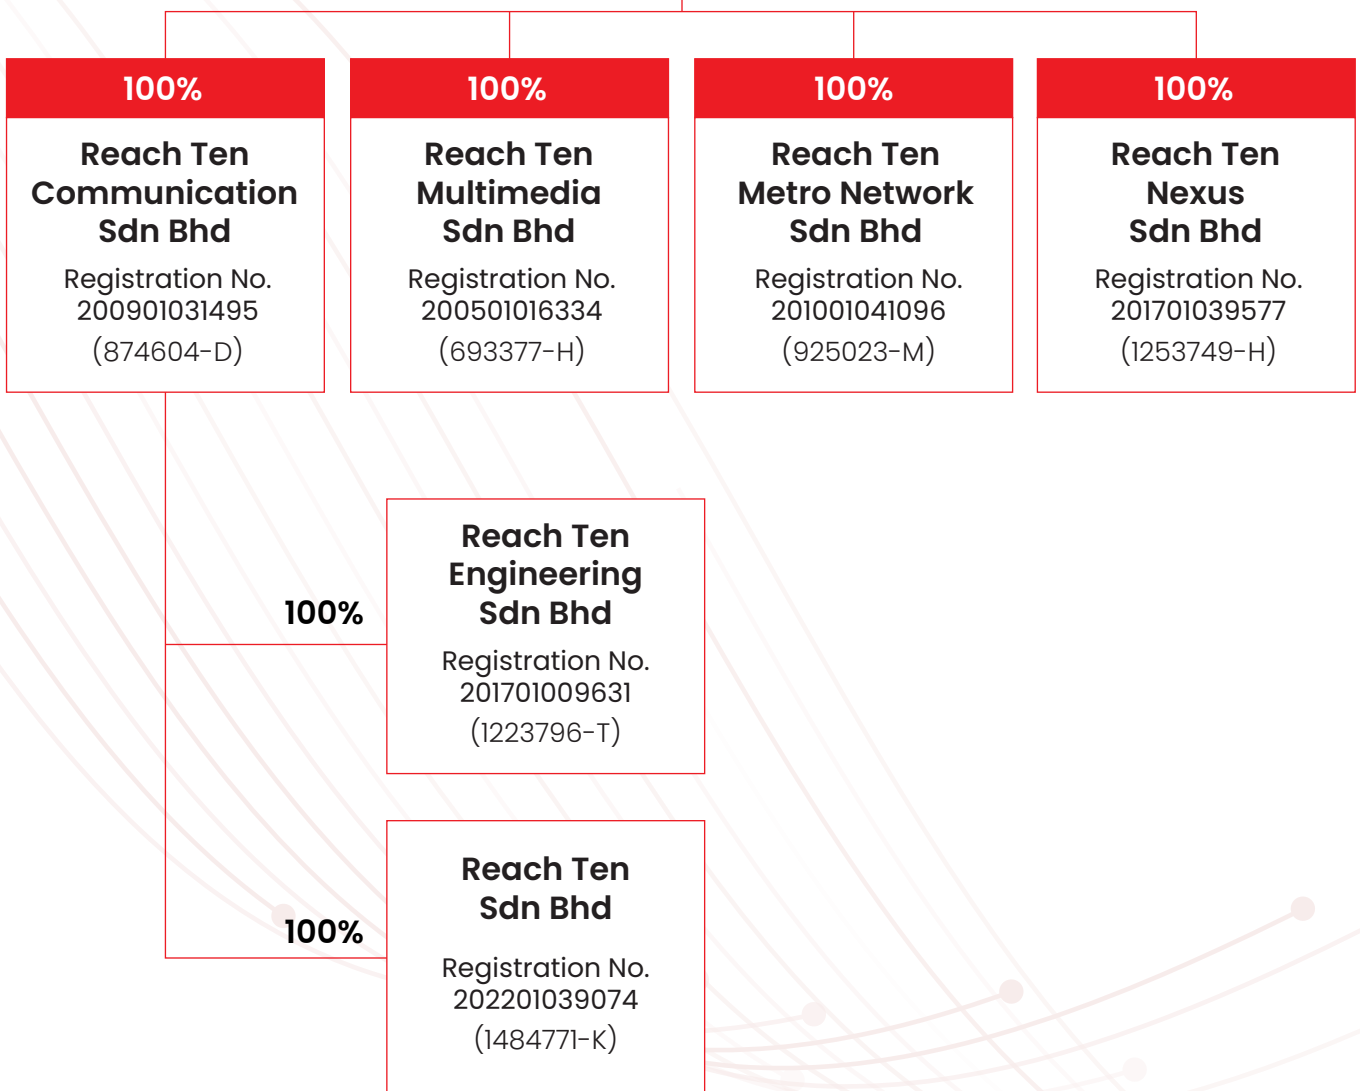 100%
Reach Ten
Communication
Sdn Bhd
Registration No.
200901031495
(874604-D)
100%
Reach Ten
Multimedia
Sdn Bhd
Registration No.
200501016334
(693377-H)
100%
Reach Ten
Metro Network
Sdn Bhd
Registration No.
201001041096
(925023-M)
100%
Reach Ten
Nexus
Sdn Bhd
Registration No.
201701039577
(1253749-H)
100%
Reach Ten
Engineering
Sdn Bhd
Registration No.
201701009631
(1223796-T)
100%
Reach Ten
Sdn Bhd
Registration No.
202201039074
(1484771-K)